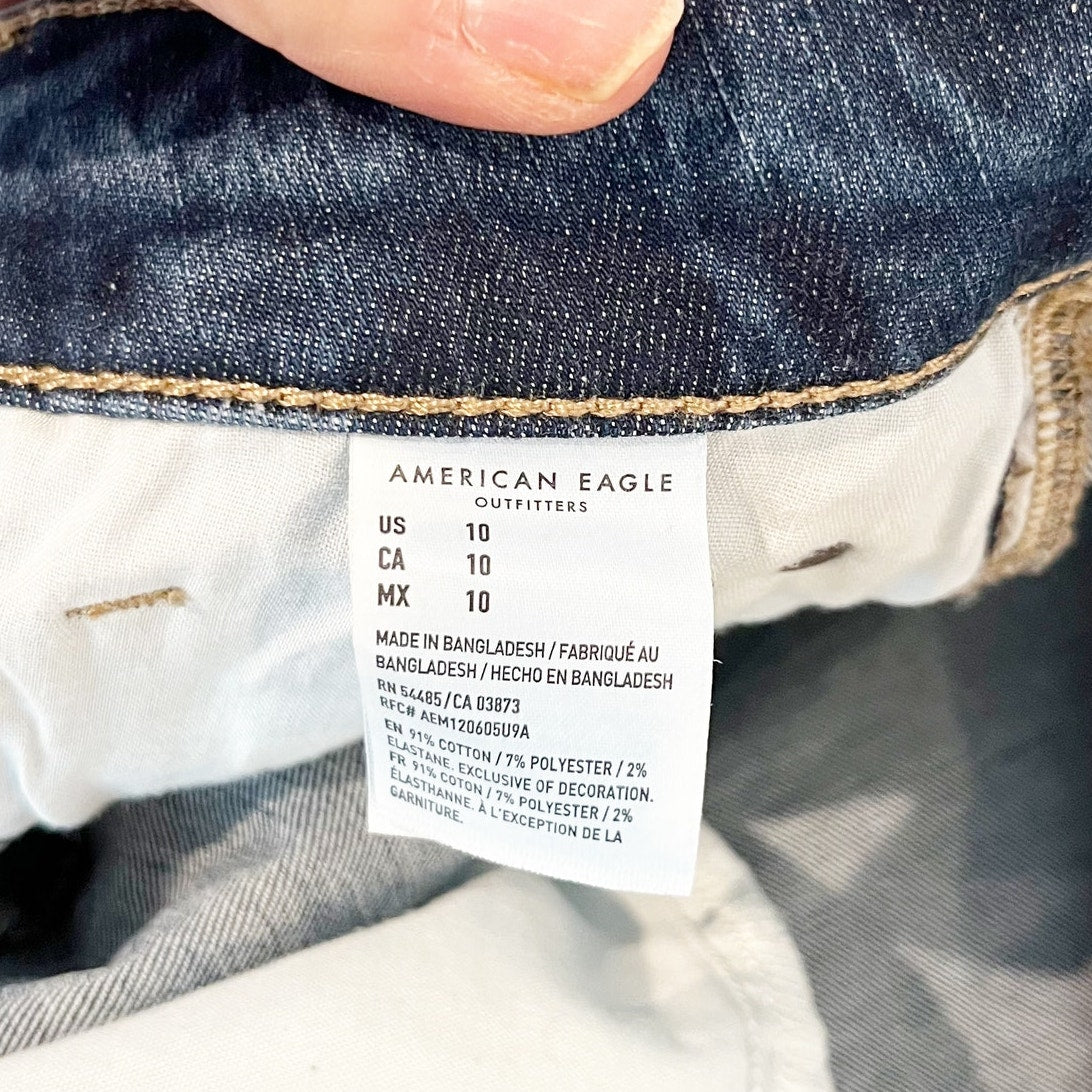 AMERICAN EAGLE
OUTFITTERS
US 10
CA 10
MX 10
MADE IN BANGLADESH / FABRIQUÉ AU
BANGLADESH / HECHO EN BANGLADESH
RN 54485/CA 03873
RFC# AEM120605U9A
EN 91% COTTON / 7% POLYESTER / 2%
ELASTANE. EXCLUSIVE OF DECORATION.
FR 91% COTON / 7% POLYESTER / 2%
ÉLASTHANNE. À L'EXCEPTION DE LA
GARNITURE.